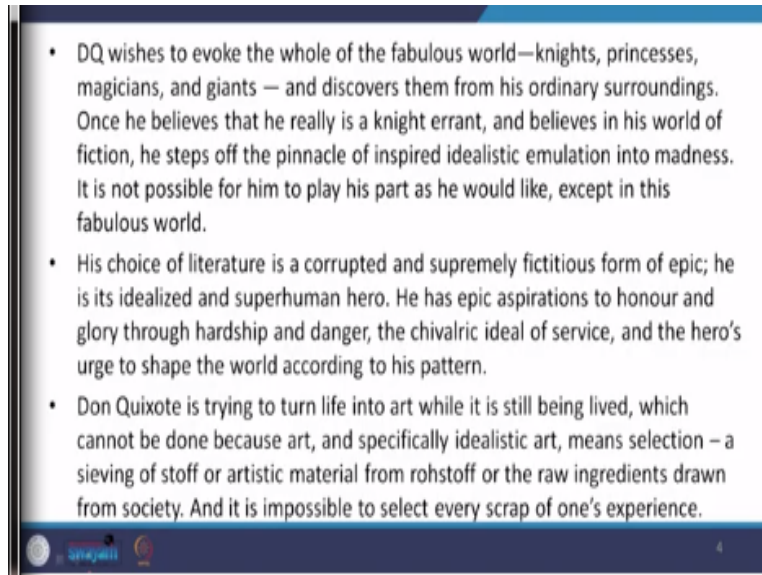 • DQ wishes to evoke the whole of the fabulous world—knights, princesses,
magicians, and giants — and discovers them from his ordinary surroundings.
Once he believes that he really is a knight errant, and believes in his world of
fiction, he steps off the pinnacle of inspired idealistic emulation into madness.
It is not possible for him to play his part as he would like, except in this
fabulous world.
• His choice of literature is a corrupted and supremely fictitious form of epic; he
is its idealized and superhuman hero. He has epic aspirations to honour and
glory through hardship and danger, the chivalric ideal of service, and the hero's
urge to shape the world according to his pattern.
• Don Quixote is trying to turn life into art while it is still being lived, which
cannot be done because art, and specifically idealistic art, means selection – a
sieving of stoff or artistic material from rohstoff or the raw ingredients drawn
from society. And it is impossible to select every scrap of one's experience.
swayam
4